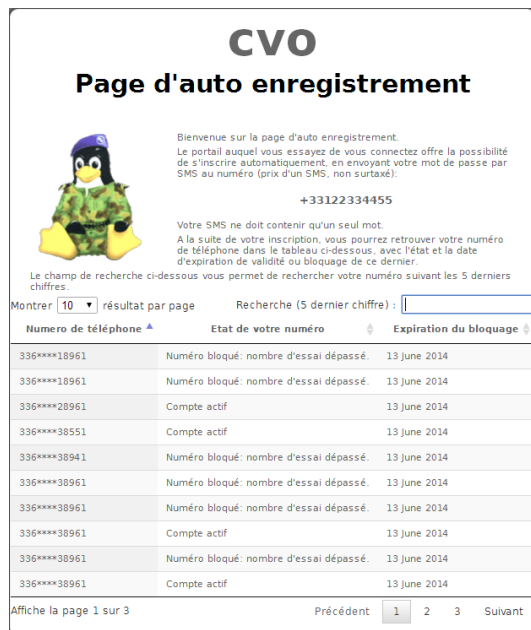 cvo
Page d'auto enregistrement
Bienvenue sur la page d'auto enregistrement.
Le portail auquel vous essayez de vous connectez offre la possibilité
de s'inscrire automatiquement, en envoyant votre mot de passe par
SMS au numéro (prix d'un SMS, non surtaxé):
+33122334455
Votre SMS ne doit contenir qu'un seul mot.
A la suite de votre inscription, vous pourrez retrouver votre numéro
de téléphone dans le tableau ci-dessous, avec l'état et la date
d'expiration de validité ou bloquage de ce dernier.
Le champ de recherche ci-dessous vous permet de rechercher votre numéro suivant les 5 derniers
chiffres.
Montrer 10 résultat par page Recherche (5 dernier chiffre) :
Numero de téléphone Etat de votre numéro Expiration du bloquage
336****18961 Numéro bloqué: nombre d'essai dépassé. 13 June 2014
336****18961 Numéro bloqué: nombre d'essai dépassé. 13 June 2014
336****28961 Compte actif 13 June 2014
336****38551 Compte actif 13 June 2014
336****38941 Numéro bloqué: nombre d'essai dépassé. 13 June 2014
336****38961 Numéro bloqué: nombre d'essai dépassé. 13 June 2014
336****38961 Numéro bloqué: nombre d'essai dépassé. 13 June 2014
336****38961 Compte actif 13 June 2014
336****38961 Numéro bloqué: nombre d'essai dépassé. 13 June 2014
336****38961 Compte actif 13 June 2014
Affiche la page 1 sur 3 Précédent 1 2 3 Suivant